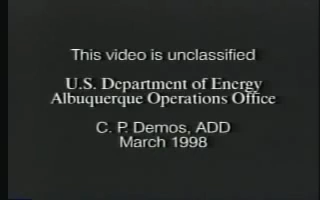 This video is unclassified
U.S. Department of Energy
Albuquerque Operations Office
C. P. Demos, ADD
March 1998